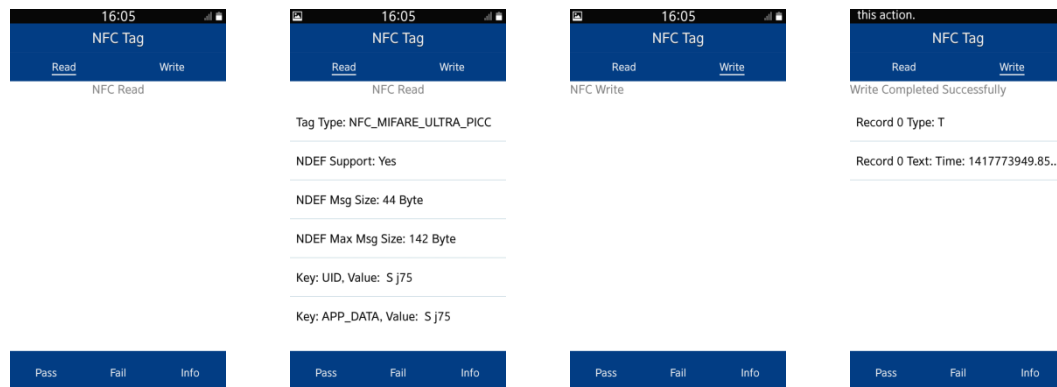 16:05
NFC Tag
Read Write
NFC Read
Pass Fail Info
16:05
NFC Tag
Read Write
NFC Read
Tag Type: NFC_MIFARE_ULTRA_PICC
NDEF Support: Yes
NDEF Msg Size: 44 Byte
NDEF Max Msg Size: 142 Byte
Key: UID, Value: S j75
Key: APP_DATA, Value: S j75
Pass Fail Info
16:05
NFC Tag
Read Write
NFC Write
Pass Fail Info
this action.
NFC Tag
Read Write
Write Completed Successfully
Record 0 Type: T
Record 0 Text: Time: 1417773949.85..
Pass Fail Info